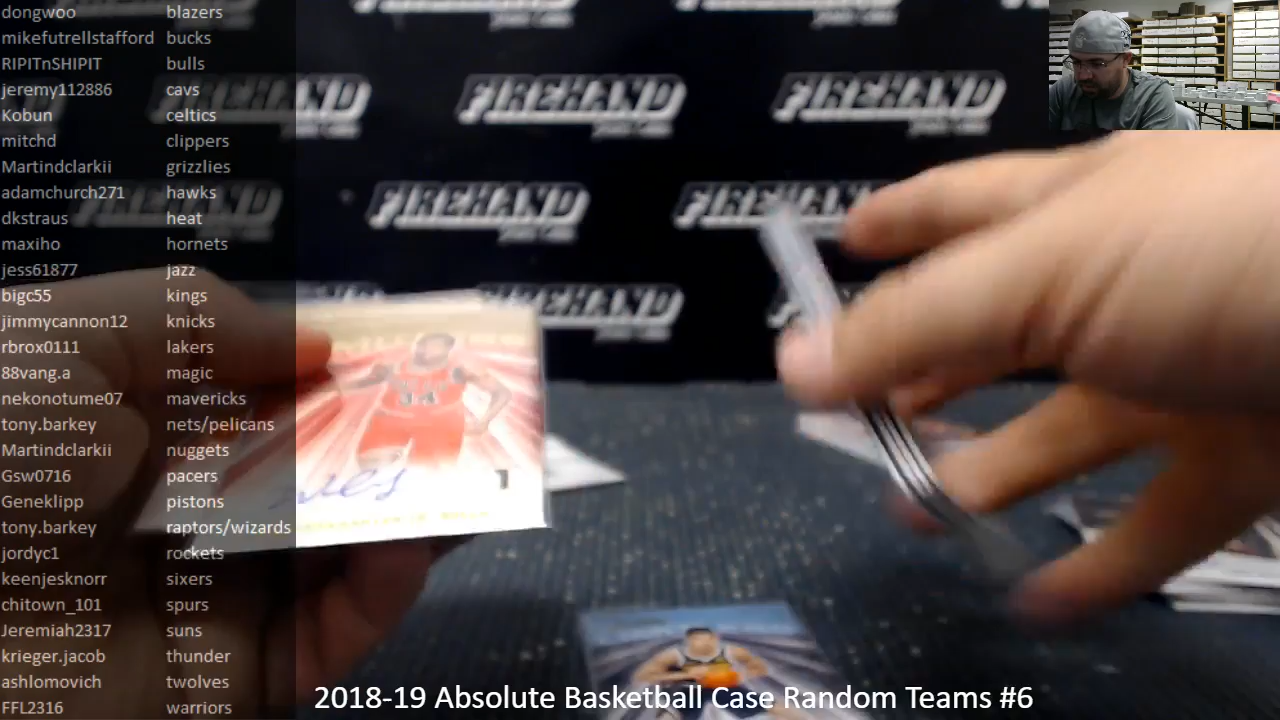 dongwoo blazers
mikefutrellstafford bucks
RIPITnSHIPIT bulls
jeremy112886 cavs
Kobun celtics
mitchd clippers
Martindclarkii grizzlies
adamchurch271 hawks
dkstraus heat
maxiho hornets
jess61877 jazz
bigc55 kings
jimmycannon12 knicks
rbrox0111 lakers
88vang.a magic
nekonotume07 mavericks
tony.barkey nets/pelicans
Martindclarkii nuggets
Gsw0716 pacers
Geneklipp pistons
tony.barkey raptors/wizards
jordyc1 rockets
keenjesknorr sixers
chitown_101 spurs
Jeremiah2317 suns
krieger.jacob thunder
ashlomovich twolves
FFL2316 warriors
FIREHAND
FIREHAND
FIREHAND
FIREHAND
34
2018-19 Absolute Basketball Case Random Teams #6